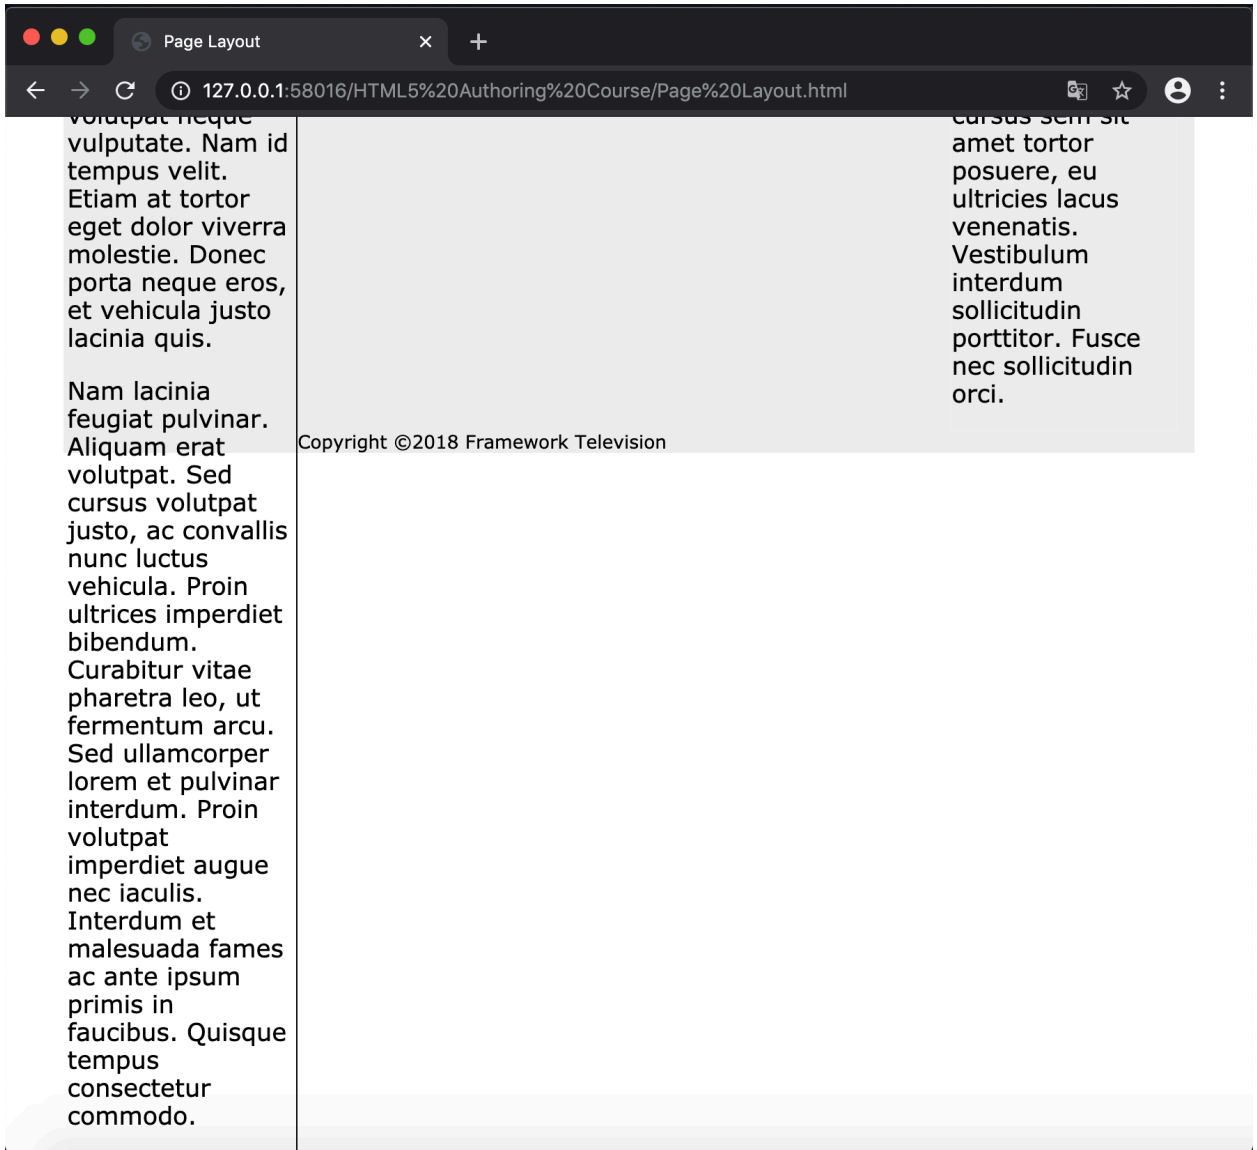 Page Layout
127.0.0.1:58016/HTML5%20Authoring%20Course/Page%20Layout.html
volutpat neque
vulputate. Nam id
tempus velit.
Etiam at tortor
eget dolor viverra
molestie. Donec
porta neque eros,
et vehicula justo
lacinia quis.
Nam lacinia
feugiat pulvinar.
Aliquam erat
volutpat. Sed
cursus volutpat
justo, ac convallis
nunc luctus
vehicula. Proin
ultrices imperdiet
bibendum.
Curabitur vitae
pharetra leo, ut
fermentum arcu.
Sed ullamcorper
lorem et pulvinar
interdum. Proin
volutpat
imperdiet augue
nec iaculis.
Interdum et
malesuada fames
ac ante ipsum
primis in
faucibus. Quisque
tempus
consectetur
commodo.
Copyright ©2018 Framework Television
cursus sem sit
amet tortor
posuere, eu
ultricies lacus
venenatis.
Vestibulum
interdum
sollicitudin
porttitor. Fusce
nec sollicitudin
orci.